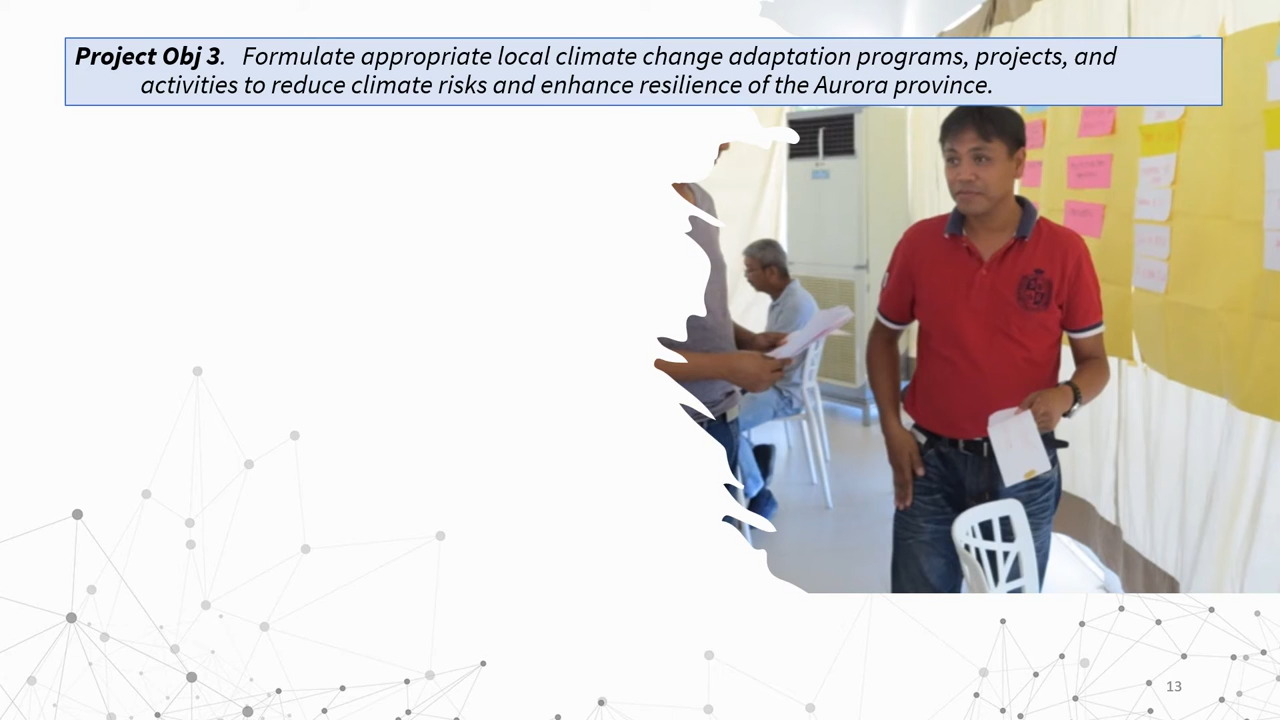 Project Obj 3.   Formulate appropriate local climate change adaptation programs, projects, and
activities to reduce climate risks and enhance resilience of the Aurora province.
13